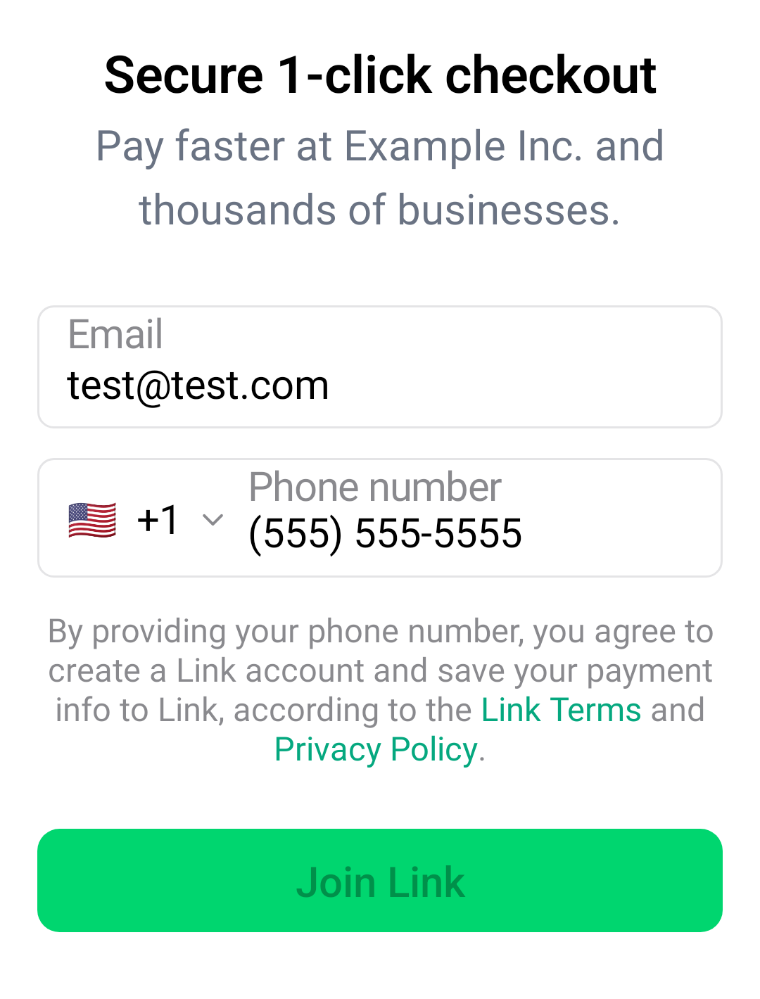 Secure 1-click checkout
Pay faster at Example Inc. and
thousands of businesses.
Email
test@test.com
Phone number
+1 (555) 555-5555
By providing your phone number, you agree to
create a Link account and save your payment
info to Link, according to the Link Terms and
Privacy Policy.
Join Link